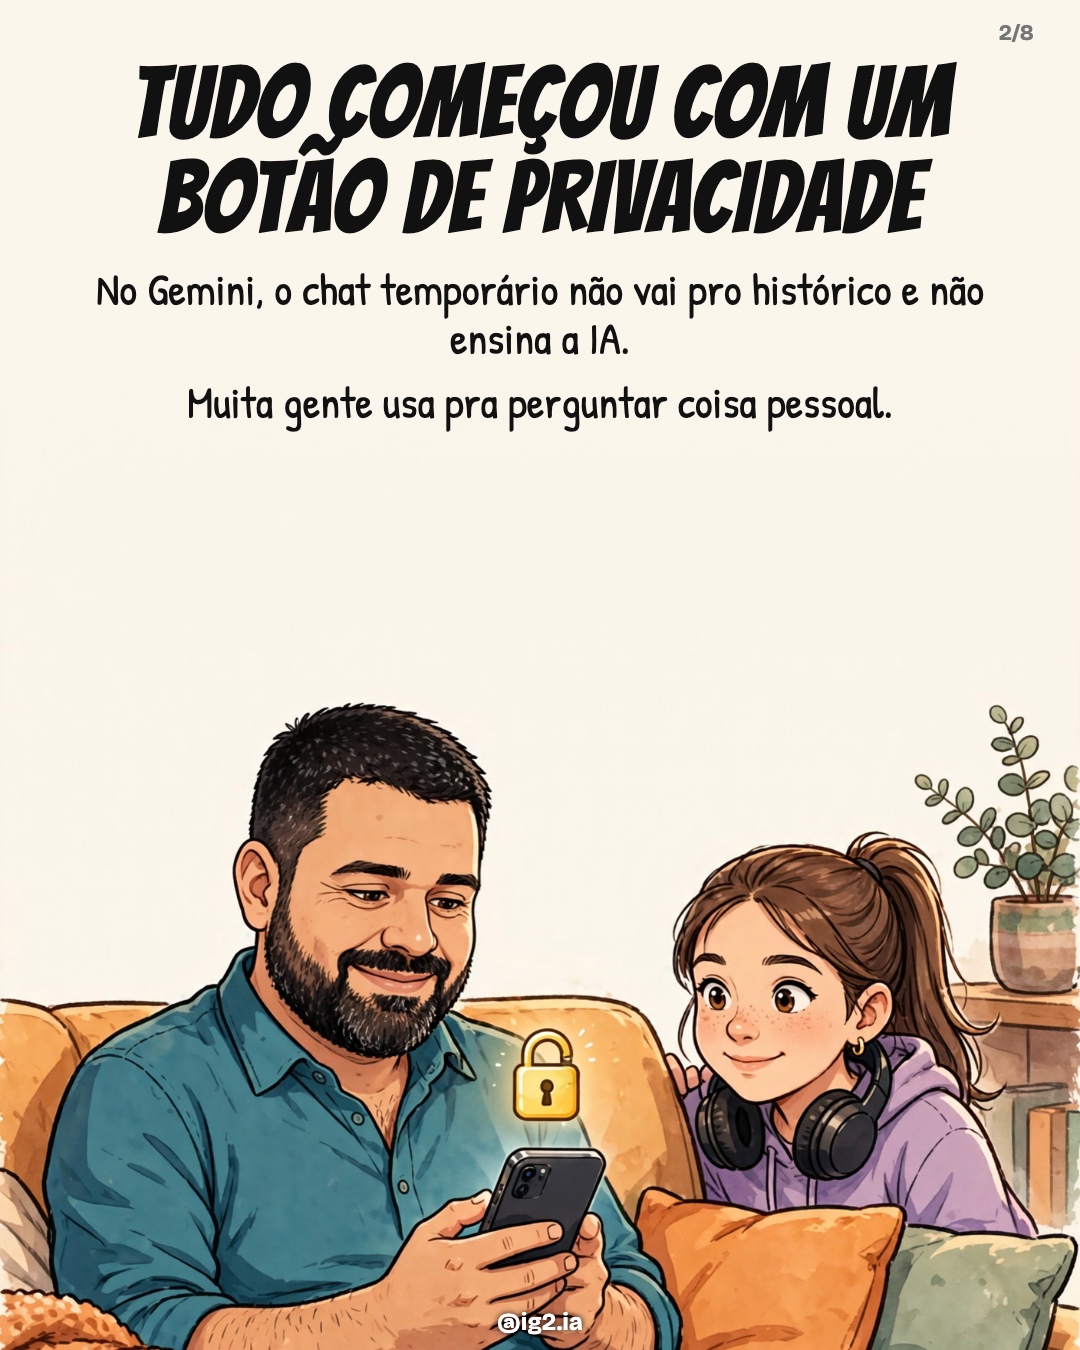 2/8
TUDO COMEÇOU COM UM
BOTÃO DE PRIVACIDADE
No Gemini, o chat temporário não vai pro histórico e não
ensina a IA.
Muita gente usa pra perguntar coisa pessoal.
@ig2.ia